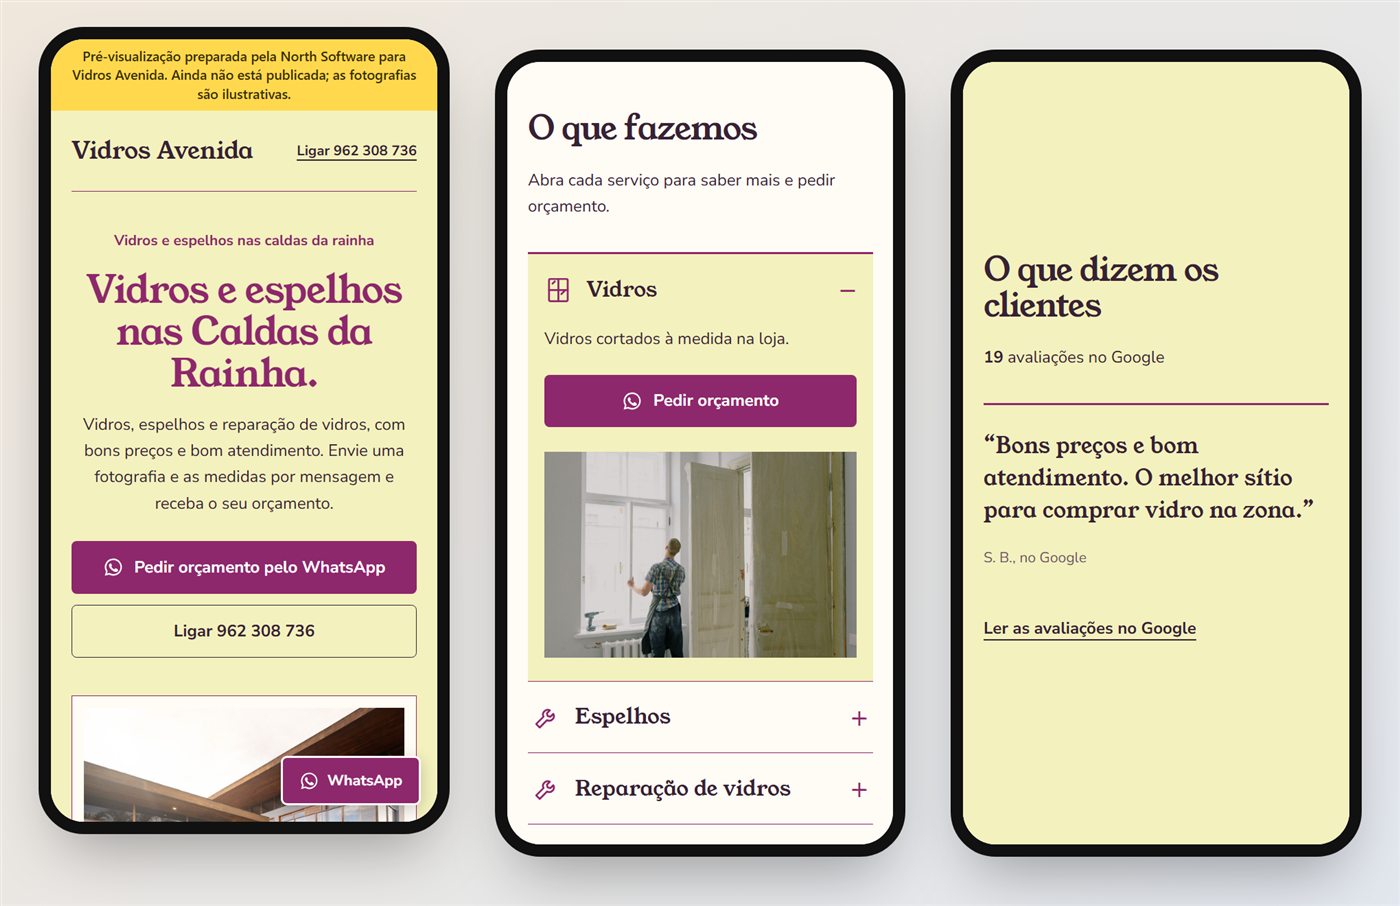 Pré-visualização preparada pela North Software para
Vidros Avenida. Ainda não está publicada; as fotografias
são ilustrativas.
Vidros Avenida
Ligar 962 308 736
Vidros e espelhos nas caldas da rainha
Vidros e espelhos
nas Caldas da
Rainha.
Vidros, espelhos e reparação de vidros, com
bons preços e bom atendimento. Envie uma
fotografia e as medidas por mensagem e
receba o seu orçamento.
Pedir orçamento pelo WhatsApp
Ligar 962 308 736
WhatsApp
O que fazemos
Abra cada serviço para saber mais e pedir
orçamento.
Vidros
Vidros cortados à medida na loja.
Pedir orçamento
Espelhos
Reparação de vidros
O que dizem os
clientes
19 avaliações no Google
“Bons preços e bom
atendimento. O melhor sítio
para comprar vidro na zona.”
S. B., no Google
Ler as avaliações no Google